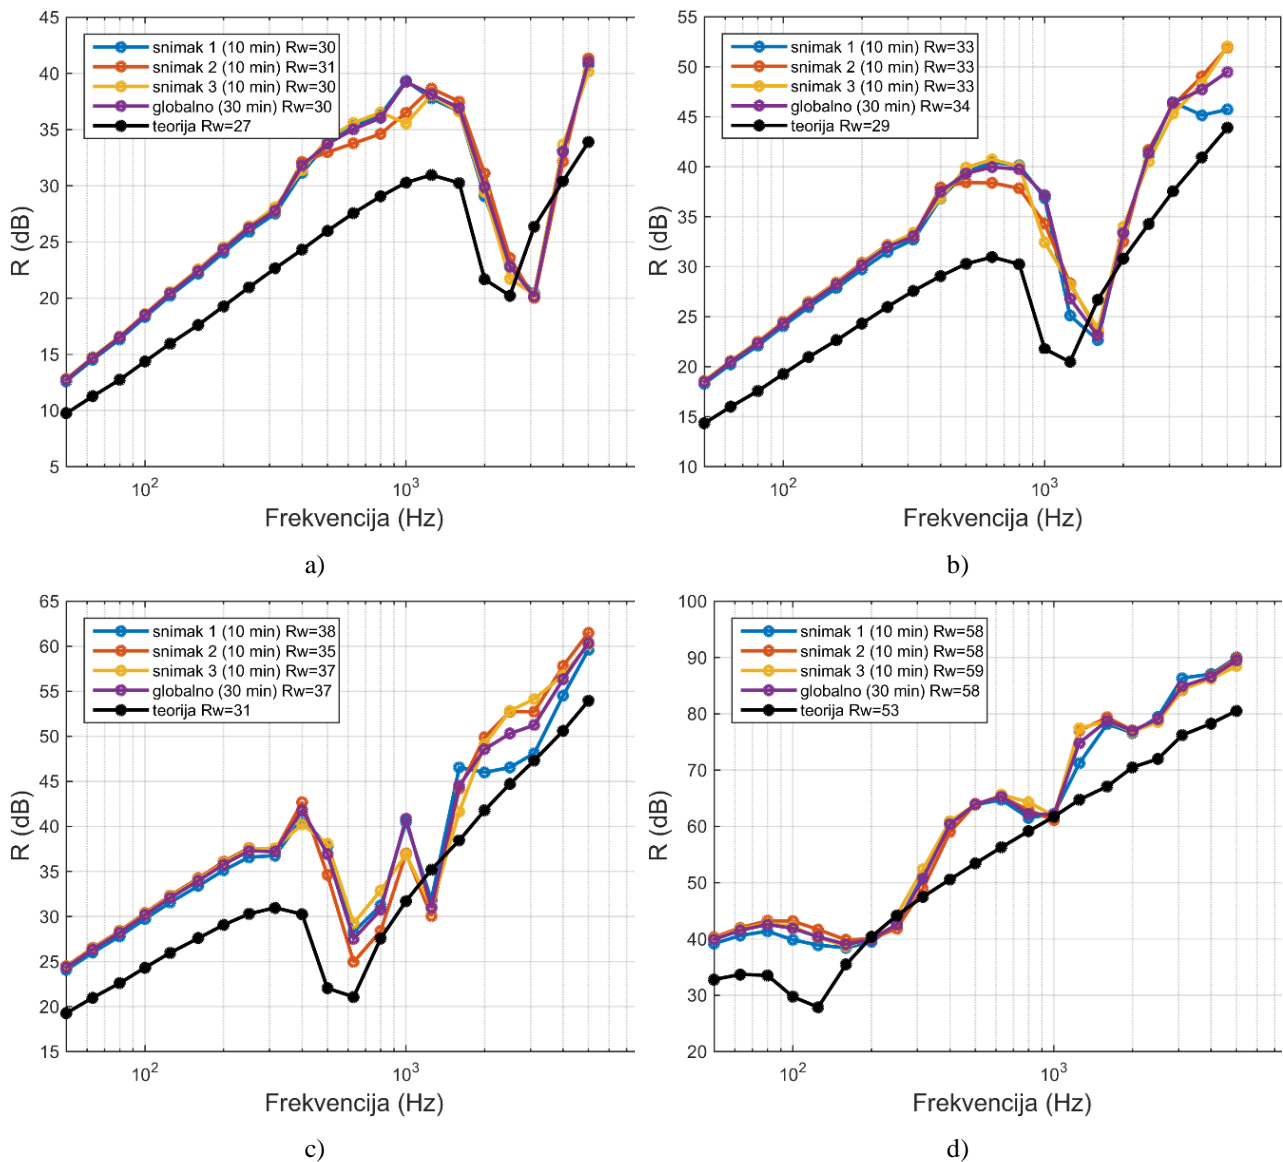 45
40
35
30
25
20
15
10
5
R (dB)
snimak 1 (10 min) Rw=30
snimak 2 (10 min) Rw=31
snimak 3 (10 min) Rw=30
globalno (30 min) Rw=30
teorija Rw=27
10² 10³
Frekvencija (Hz)
a)
55
50
45
40
35
30
25
20
15
10
R (dB)
snimak 1 (10 min) Rw=33
snimak 2 (10 min) Rw=33
snimak 3 (10 min) Rw=33
globalno (30 min) Rw=34
teorija Rw=29
10² 10³
Frekvencija (Hz)
b)
65
60
55
50
45
40
35
30
25
20
15
R (dB)
snimak 1 (10 min) Rw=38
snimak 2 (10 min) Rw=35
snimak 3 (10 min) Rw=37
globalno (30 min) Rw=37
teorija Rw=31
10² 10³
Frekvencija (Hz)
c)
100
90
80
70
60
50
40
30
20
R (dB)
snimak 1 (10 min) Rw=58
snimak 2 (10 min) Rw=58
snimak 3 (10 min) Rw=59
globalno (30 min) Rw=58
teorija Rw=53
10² 10³
Frekvencija (Hz)
d)